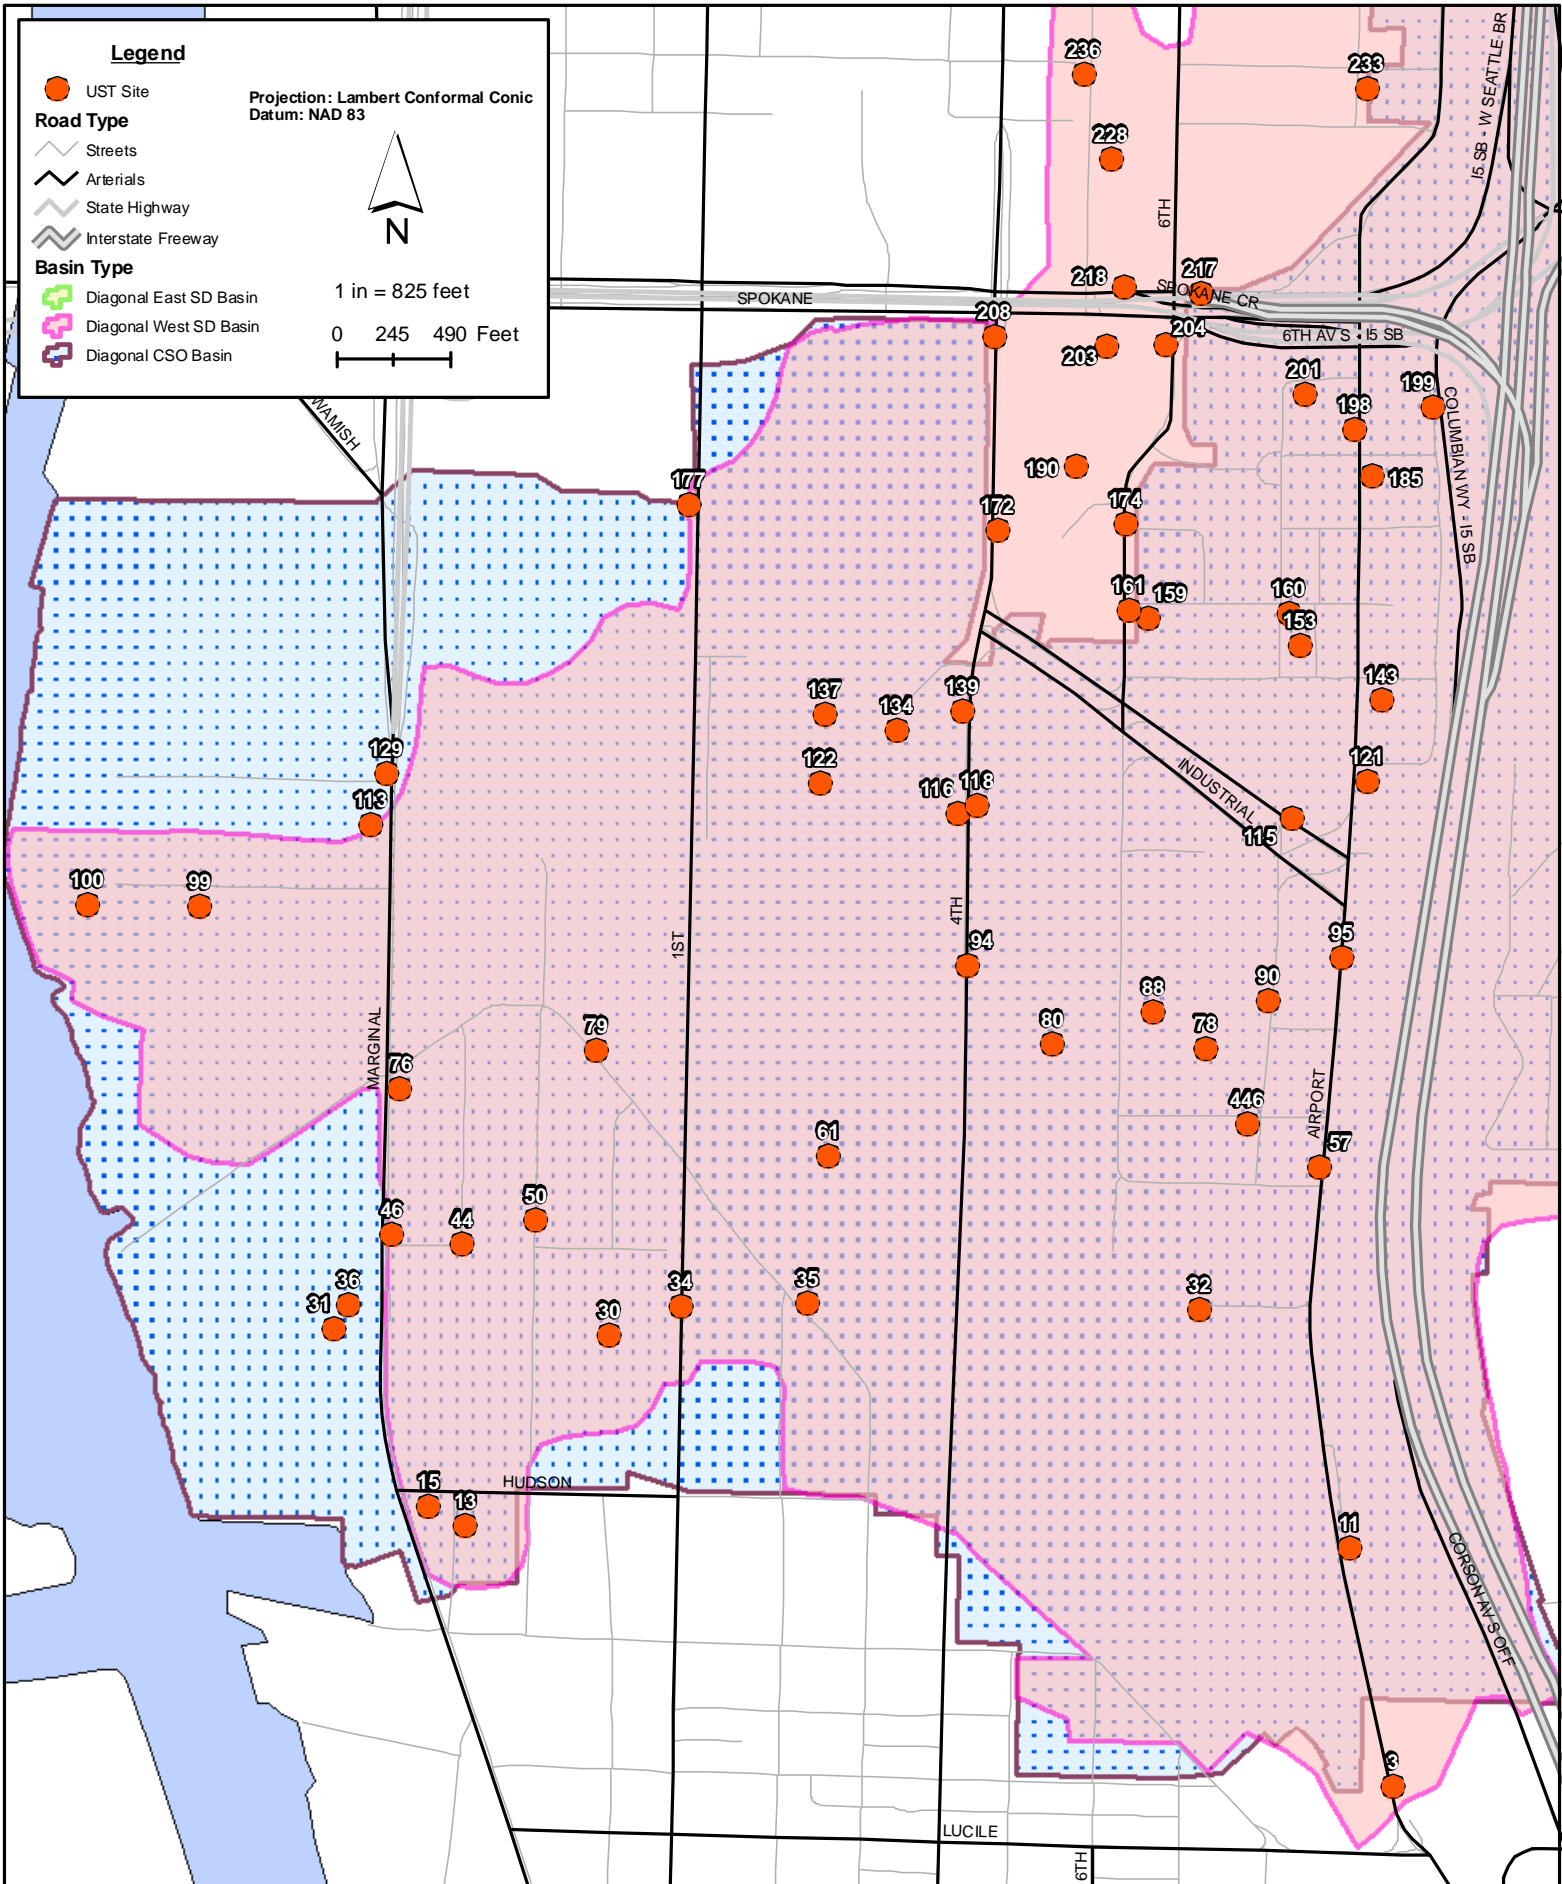 Legend
UST Site
Road Type
Streets
Arterials
State Highway
Interstate Freeway
Basin Type
Diagonal East SD Basin
Diagonal West SD Basin
Diagonal CSO Basin
Projection: Lambert Conformal Conic
Datum: NAD 83
N
1 in = 825 feet
0 245 490 Feet
236
233
I5 SB - W SEATTLE BR
228
6TH
218
217
SPOKANE
SPOKANE CR
208
204
203
6TH AV S - I5 SB
201
199
198
WAMISH
COLUMBIAN WY - I5 SB
190
185
177
174
172
161
159
160
153
143
139
137
134
129
122
121
118
116
113
INDUSTRIAL
115
100
99
4TH
1ST
94
95
90
88
80
78
79
MARGINAL
76
446
AIRPORT
57
61
50
46
44
36
31
34
35
30
32
15
13
HUDSON
11
CORSON AV S OFF
3
LUCILE
6TH